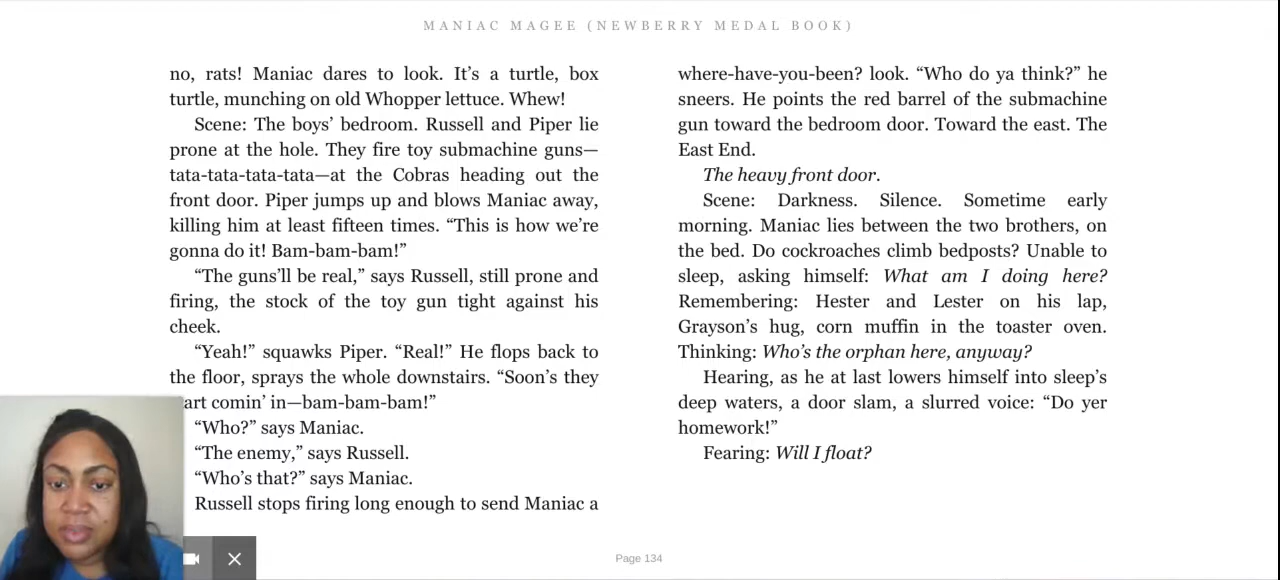 MANIAC MAGEE (NEWBERRY MEDAL BOOK)
no, rats! Maniac dares to look. It’s a turtle, box
turtle, munching on old Whopper lettuce. Whew!
Scene: The boys’ bedroom. Russell and Piper lie
prone at the hole. They fire toy submachine guns—
tata-tata-tata-tata—at the Cobras heading out the
front door. Piper jumps up and blows Maniac away,
killing him at least fifteen times. “This is how we’re
gonna do it! Bam-bam-bam!”
“The guns’ll be real,” says Russell, still prone and
firing, the stock of the toy gun tight against his
cheek.
“Yeah!” squawks Piper. “Real!” He flops back to
the floor, sprays the whole downstairs. “Soon’s they
art comin’ in—bam-bam-bam!”
“Who?” says Maniac.
“The enemy,” says Russell.
“Who’s that?” says Maniac.
Russell stops firing long enough to send Maniac a
where-have-you-been? look. “Who do ya think?” he
sneers. He points the red barrel of the submachine
gun toward the bedroom door. Toward the east. The
East End.
The heavy front door.
Scene: Darkness. Silence. Sometime early
morning. Maniac lies between the two brothers, on
the bed. Do cockroaches climb bedposts? Unable to
sleep, asking himself: What am I doing here?
Remembering: Hester and Lester on his lap,
Grayson’s hug, corn muffin in the toaster oven.
Thinking: Who’s the orphan here, anyway?
Hearing, as he at last lowers himself into sleep’s
deep waters, a door slam, a slurred voice: “Do yer
homework!”
Fearing: Will I float?
Page 134